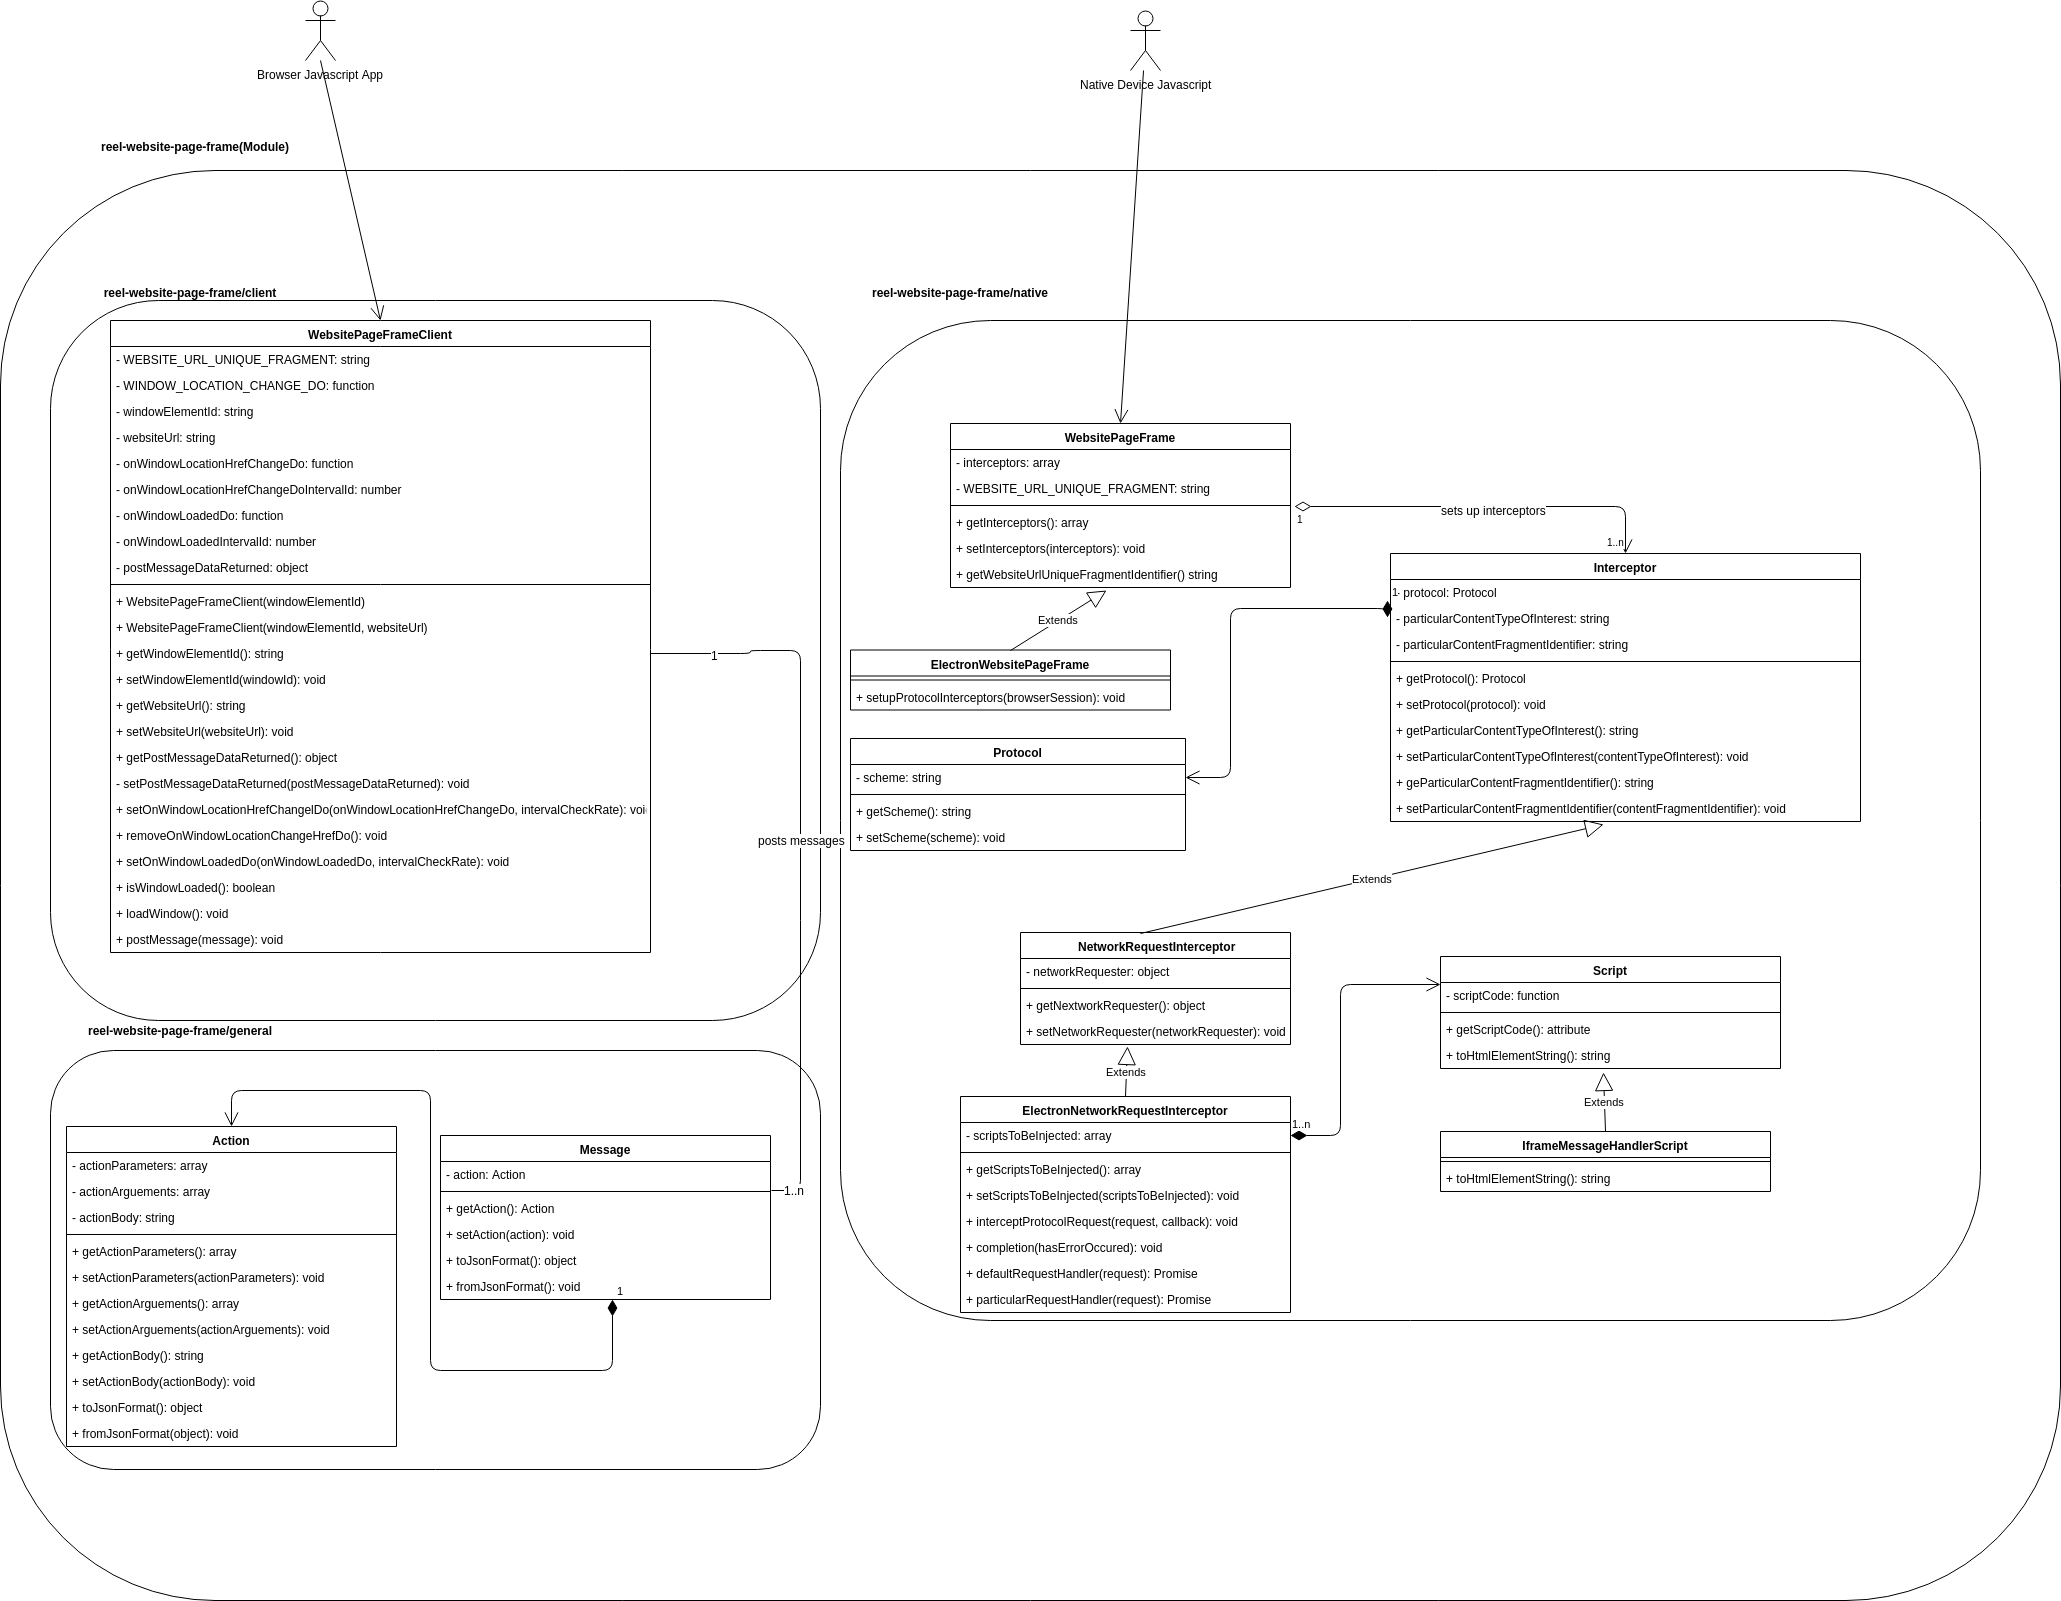 Browser Javascript App
Native Device Javascript
reel-website-page-frame(Module)
reel-website-page-frame/client
WebsitePageFrameClient
- WEBSITE_URL_UNIQUE_FRAGMENT: string
- WINDOW_LOCATION_CHANGE_DO: function
- windowElementId: string
- websiteUrl: string
- onWindowLocationHrefChangeDo: function
- onWindowLocationHrefChangeDoIntervalId: number
- onWindowLoadedDo: function
- onWindowLoadedIntervalId: number
- postMessageDataReturned: object
+ WebsitePageFrameClient(windowElementId)
+ WebsitePageFrameClient(windowElementId, websiteUrl)
+ getWindowElementId(): string
+ setWindowElementId(windowId): void
+ getWebsiteUrl(): string
+ setWebsiteUrl(websiteUrl): void
+ getPostMessageDataReturned(): object
- setPostMessageDataReturned(postMessageDataReturned): void
+ setOnWindowLocationHrefChangelDo(onWindowLocationHrefChangeDo, intervalCheckRate): voi
+ removeOnWindowLocationChangeHrefDo(): void
+ setOnWindowLoadedDo(onWindowLoadedDo, intervalCheckRate): void
+ isWindowLoaded(): boolean
+ loadWindow(): void
+ postMessage(message): void
1
posts messages
1..n
reel-website-page-frame/general
Action
- actionParameters: array
- actionArguements: array
- actionBody: string
+ getActionParameters(): array
+ setActionParameters(actionParameters): void
+ getActionArguements(): array
+ setActionArguements(actionArguements): void
+ getActionBody(): string
+ setActionBody(actionBody): void
+ toJsonFormat(): object
+ fromJsonFormat(object): void
Message
- action: Action
+ getAction(): Action
+ setAction(action): void
+ toJsonFormat(): object
+ fromJsonFormat(): void
1
reel-website-page-frame/native
WebsitePageFrame
- interceptors: array
- WEBSITE_URL_UNIQUE_FRAGMENT: string
+ getInterceptors(): array
+ setInterceptors(interceptors): void
+ getWebsiteUrlUniqueFragmentIdentifier() string
1
sets up interceptors
1..n
Extends
ElectronWebsitePageFrame
+ setupProtocolInterceptors(browserSession): void
Protocol
- scheme: string
+ getScheme(): string
+ setScheme(scheme): void
Interceptor
1
- protocol: Protocol
- particularContentTypeOfInterest: string
- particularContentFragmentIdentifier: string
+ getProtocol(): Protocol
+ setProtocol(protocol): void
+ getParticularContentTypeOfInterest(): string
+ setParticularContentTypeOfInterest(contentTypeOfInterest): void
+ geParticularContentFragmentIdentifier(): string
+ setParticularContentFragmentIdentifier(contentFragmentIdentifier): void
Extends
NetworkRequestInterceptor
- networkRequester: object
+ getNextworkRequester(): object
+ setNetworkRequester(networkRequester): void
Extends
ElectronNetworkRequestInterceptor
- scriptsToBeInjected: array
+ getScriptsToBeInjected(): array
+ setScriptsToBeInjected(scriptsToBeInjected): void
+ interceptProtocolRequest(request, callback): void
+ completion(hasErrorOccured): void
+ defaultRequestHandler(request): Promise
+ particularRequestHandler(request): Promise
1..n
Script
- scriptCode: function
+ getScriptCode(): attribute
+ toHtmlElementString(): string
Extends
IframeMessageHandlerScript
+ toHtmlElementString(): string